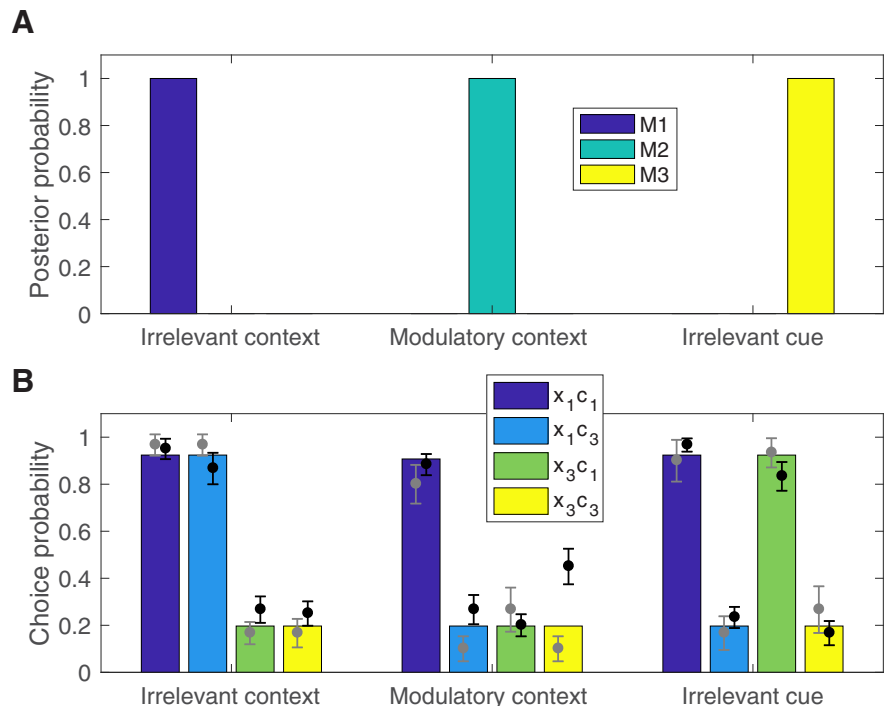 A
Posterior probability
1
0.8
0.6
0.4
0.2
0
M1
M2
M3
Irrelevant context
Modulatory context
Irrelevant cue
B
Choice probability
1
0.8
0.6
0.4
0.2
0
x₁c₁
x₁c₃
x₃c₁
x₃c₃
Irrelevant context
Modulatory context
Irrelevant cue